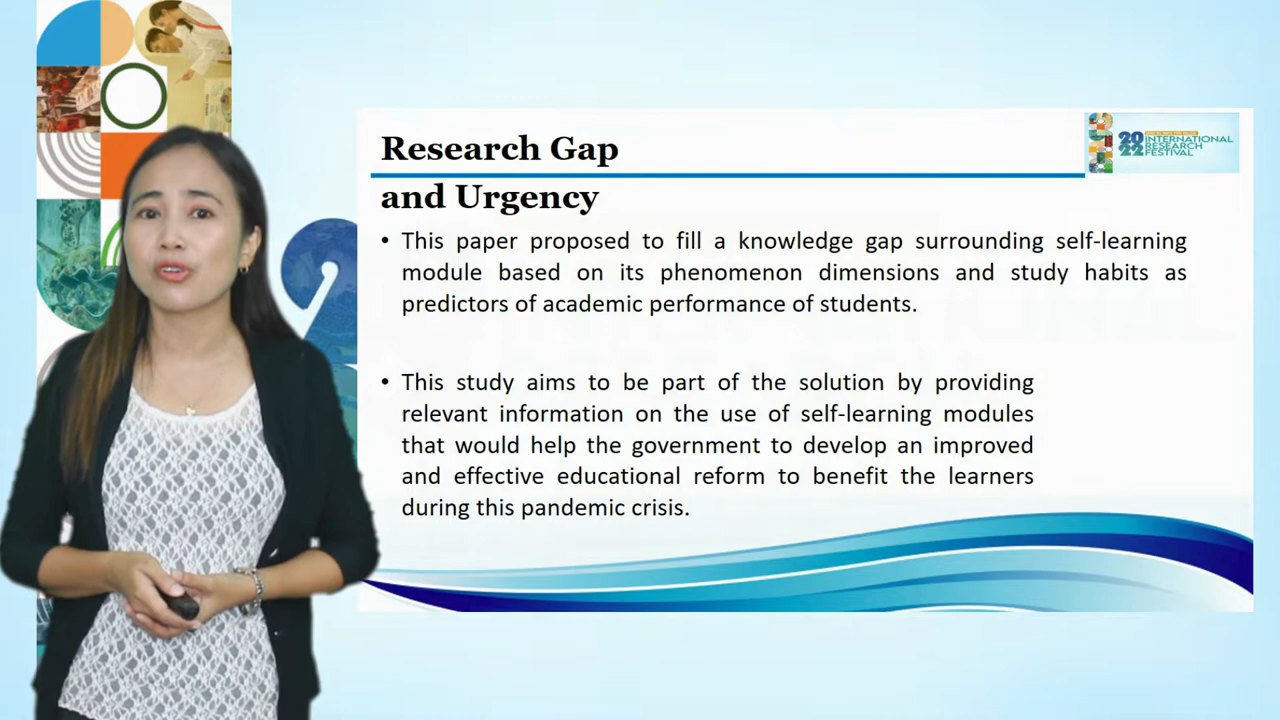 Research Gap
and Urgency
2022 INTERNATIONAL
RESEARCH
FESTIVAL
• This paper proposed to fill a knowledge gap surrounding self-learning
module based on its phenomenon dimensions and study habits as
predictors of academic performance of students.
• This study aims to be part of the solution by providing
relevant information on the use of self-learning modules
that would help the government to develop an improved
and effective educational reform to benefit the learners
during this pandemic crisis.